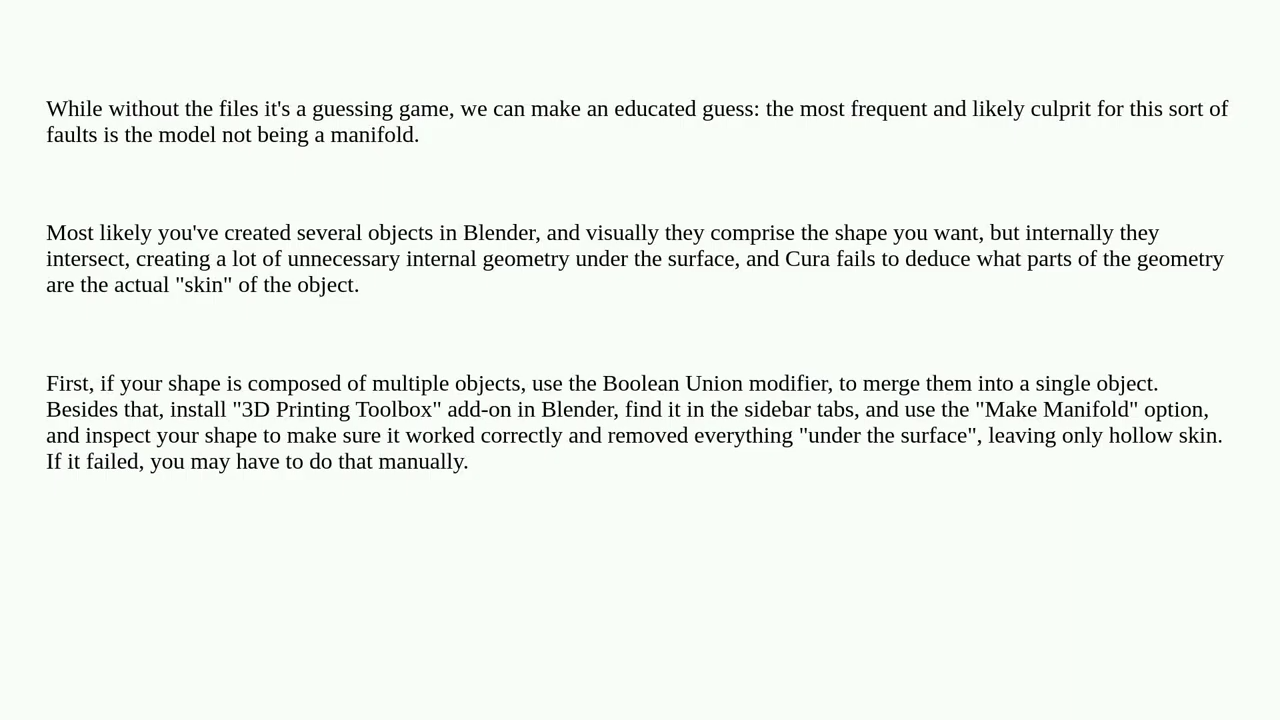 While without the files it's a guessing game, we can make an educated guess: the most frequent and likely culprit for this sort of
faults is the model not being a manifold.
Most likely you've created several objects in Blender, and visually they comprise the shape you want, but internally they
intersect, creating a lot of unnecessary internal geometry under the surface, and Cura fails to deduce what parts of the geometry
are the actual "skin" of the object.
First, if your shape is composed of multiple objects, use the Boolean Union modifier, to merge them into a single object.
Besides that, install "3D Printing Toolbox" add-on in Blender, find it in the sidebar tabs, and use the "Make Manifold" option,
and inspect your shape to make sure it worked correctly and removed everything "under the surface", leaving only hollow skin.
If it failed, you may have to do that manually.